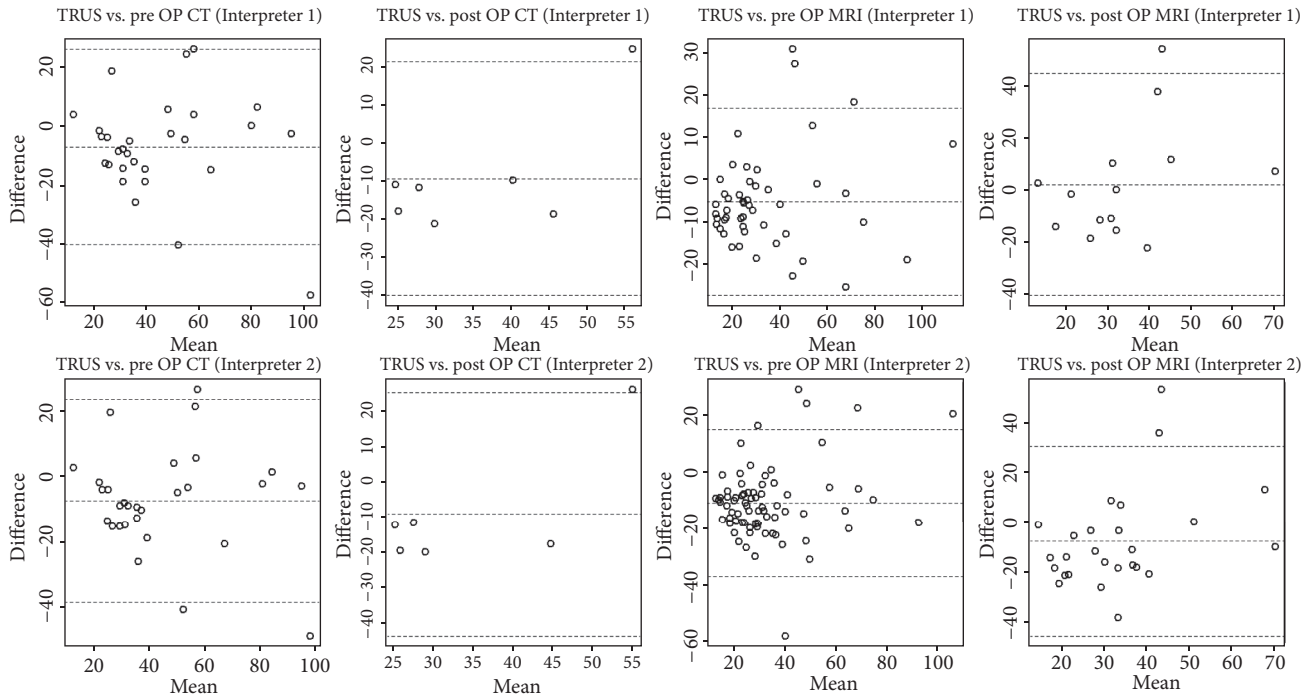 TRUS vs. pre OP CT (Interpreter 1)
Difference
20
0
−20
−40
−60
20 40 60 80 100
Mean
TRUS vs. post OP CT (Interpreter 1)
Difference
20
10
0
−10
−20
−30
−40
25 30 35 40 45 50 55
Mean
TRUS vs. pre OP MRI (Interpreter 1)
Difference
30
20
10
0
−10
−20
20 40 60 80 100
Mean
TRUS vs. post OP MRI (Interpreter 1)
Difference
40
20
0
−20
−40
20 30 40 50 60 70
Mean
TRUS vs. pre OP CT (Interpreter 2)
Difference
20
0
−20
−40
20 40 60 80 100
Mean
TRUS vs. post OP CT (Interpreter 2)
Difference
20
10
0
−10
−20
−30
−40
25 30 35 40 45 50 55
Mean
TRUS vs. pre OP MRI (Interpreter 2)
Difference
20
0
−20
−40
−60
20 40 60 80 100
Mean
TRUS vs. post OP MRI (Interpreter 2)
Difference
40
20
0
−20
−40
20 30 40 50 60 70
Mean